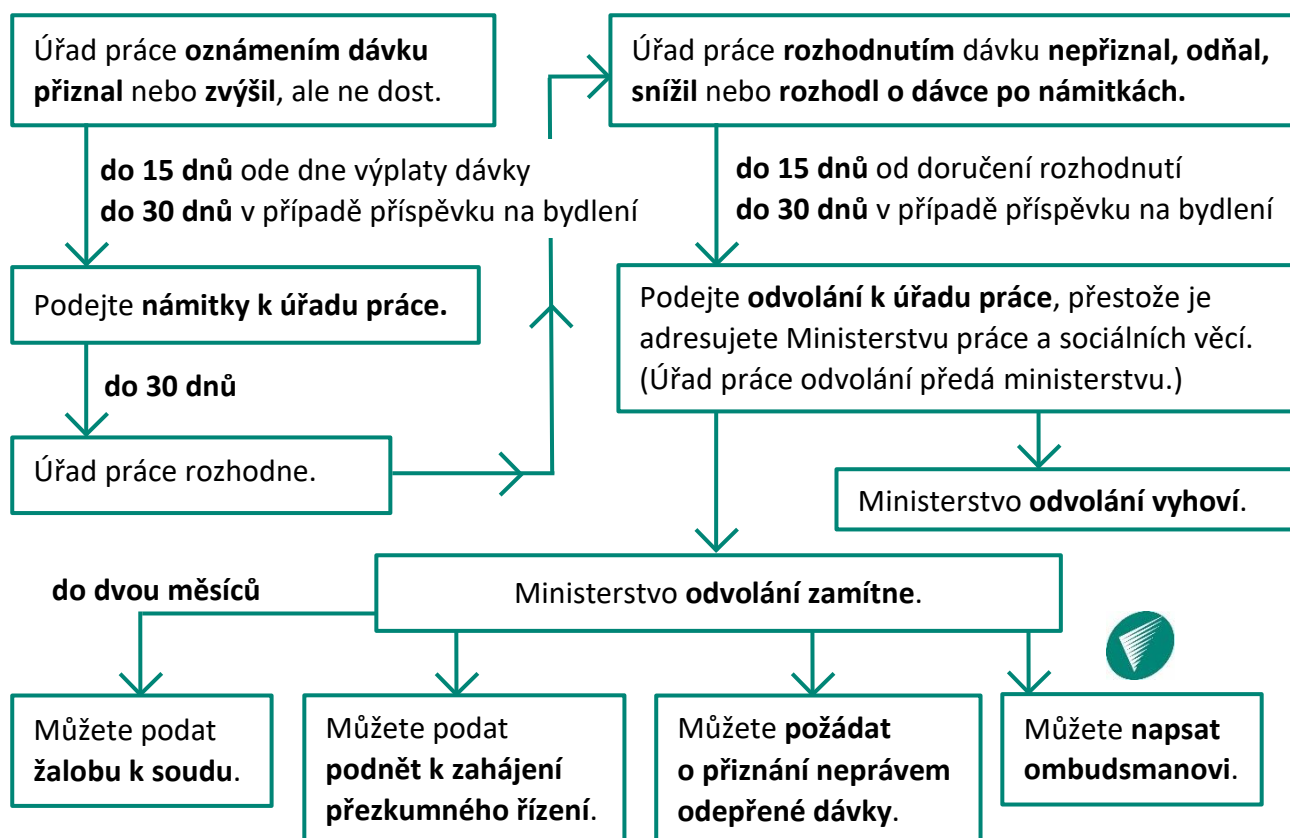 Úřad práce oznámením dávku
přiznal nebo zvýšil, ale ne dost.
do 15 dnů ode dne výplaty dávky
do 30 dnů v případě příspěvku na bydlení
Podejte námitky k úřadu práce.
do 30 dnů
Úřad práce rozhodne.
Úřad práce rozhodnutím dávku nepřiznal, odňal,
snížil nebo rozhodl o dávce po námitkách.
do 15 dnů od doručení rozhodnutí
do 30 dnů v případě příspěvku na bydlení
Podejte odvolání k úřadu práce, přestože je
adresujete Ministerstvu práce a sociálních věcí.
(Úřad práce odvolání předá ministerstvu.)
Ministerstvo odvolání vyhoví.
Ministerstvo odvolání zamítne.
do dvou měsíců
Můžete podat
žalobu k soudu.
Můžete podat
podnět k zahájení
přezkumného řízení.
Můžete požádat
o přiznání neprávem
odepřené dávky.
Můžete napsat
ombudsmanovi.